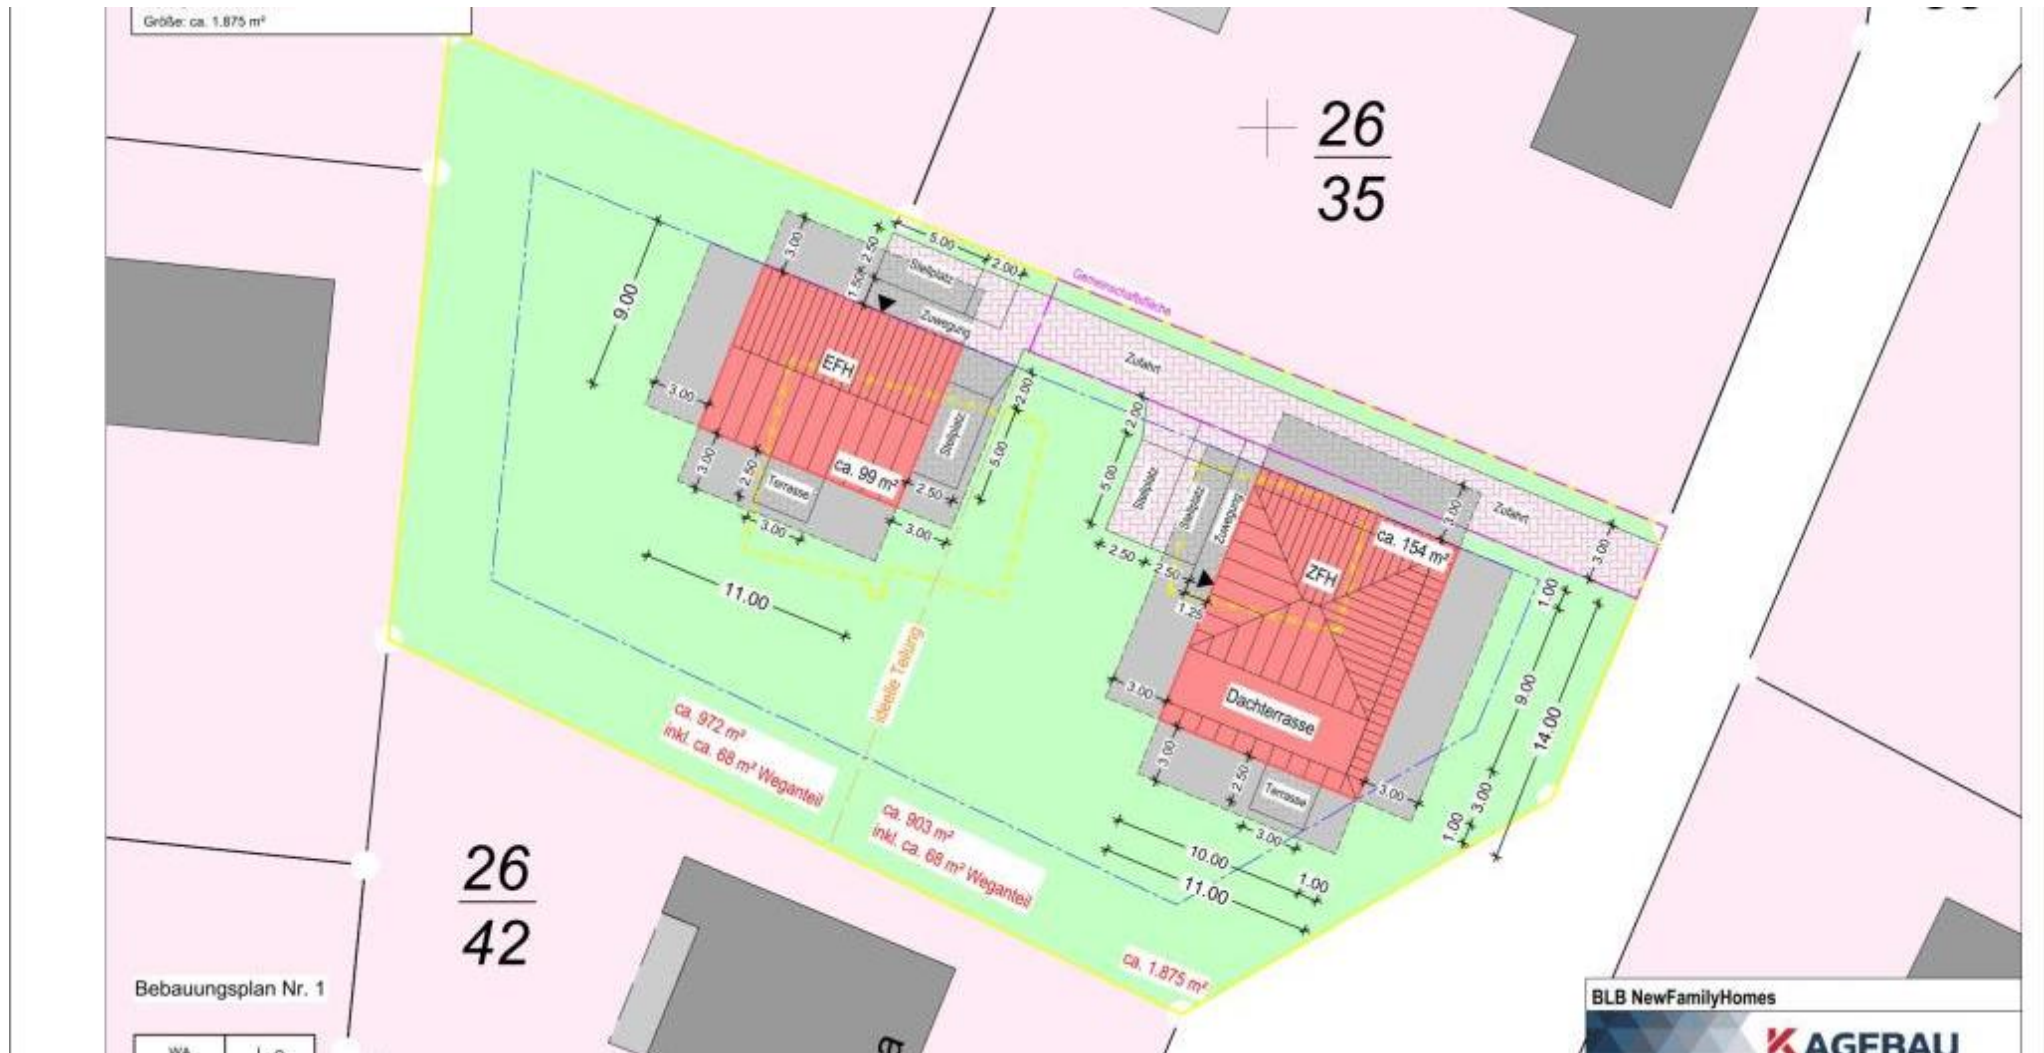 Größe: ca. 1.875 m²
26
35
Gemeinschaftsfläche
5.00
2.00
3.00
2.50
1.50
Stellplatz
Zuwegung
Zufahrt
9.00
EFH
3.00
ca. 99 m²
3.00
2.50
Terrasse
3.00
3.00
2.50
Stellplatz
5.00
2.00
11.00
2.00
5.00
Stellplatz
Stellplatz
Zuwegung
2.50
2.50
1.25
3.00
Zufahrt
3.00
ca. 154 m²
ZFH
Dachterrasse
1.00
9.00
14.00
3.00
1.00
3.00
3.00
2.50
Terrasse
3.00
3.00
10.00
1.00
11.00
ideelle Teilung
ca. 972 m²
inkl. ca. 68 m² Weganteil
ca. 903 m²
inkl. ca. 68 m² Weganteil
ca. 1.875 m²
26
42
Bebauungsplan Nr. 1
BLB NewFamilyHomes
AGEBAU